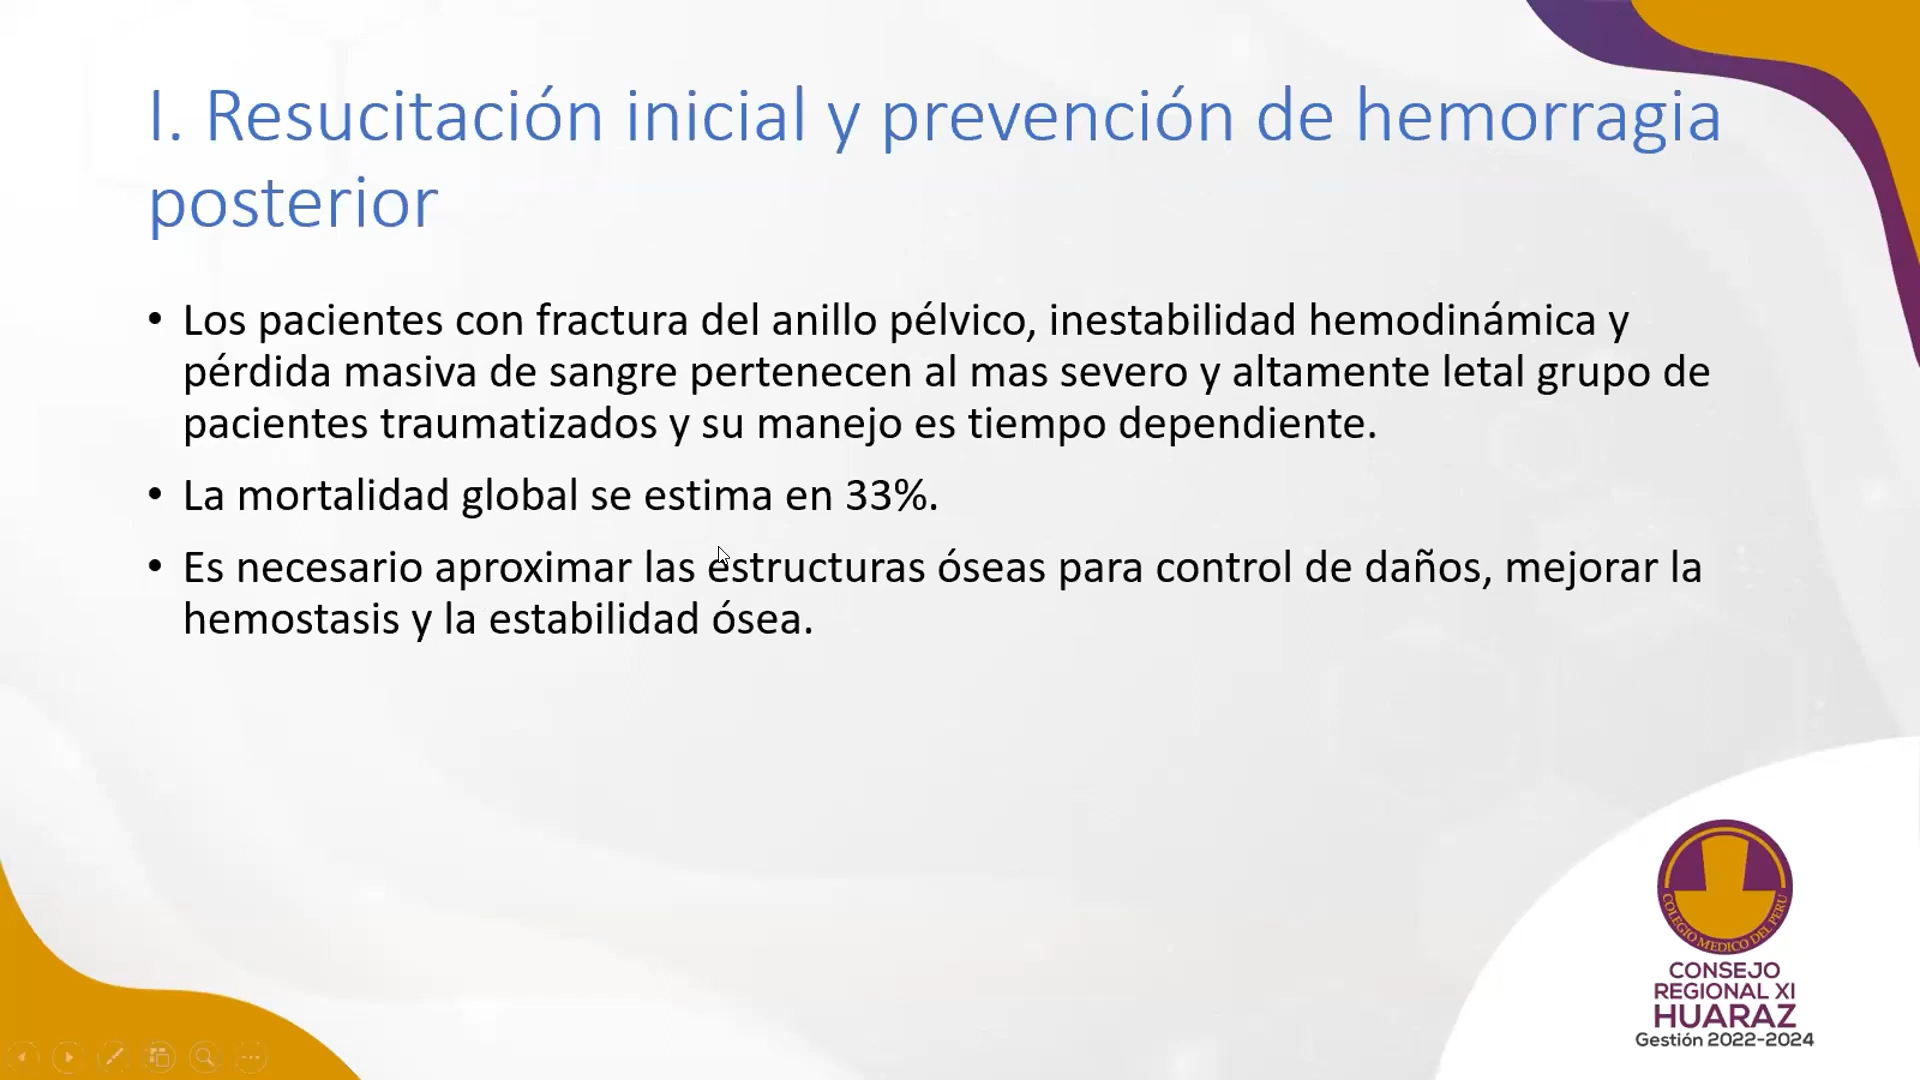 I. Resucitación inicial y prevención de hemorragia
posterior
• Los pacientes con fractura del anillo pélvico, inestabilidad hemodinámica y
pérdida masiva de sangre pertenecen al mas severo y altamente letal grupo de
pacientes traumatizados y su manejo es tiempo dependiente.
• La mortalidad global se estima en 33%.
• Es necesario aproximar las estructuras óseas para control de daños, mejorar la
hemostasis y la estabilidad ósea.
COLEGIO MEDICO DEL PERU
CONSEJO
REGIONAL XI
HUARAZ
Gestión 2022-2024